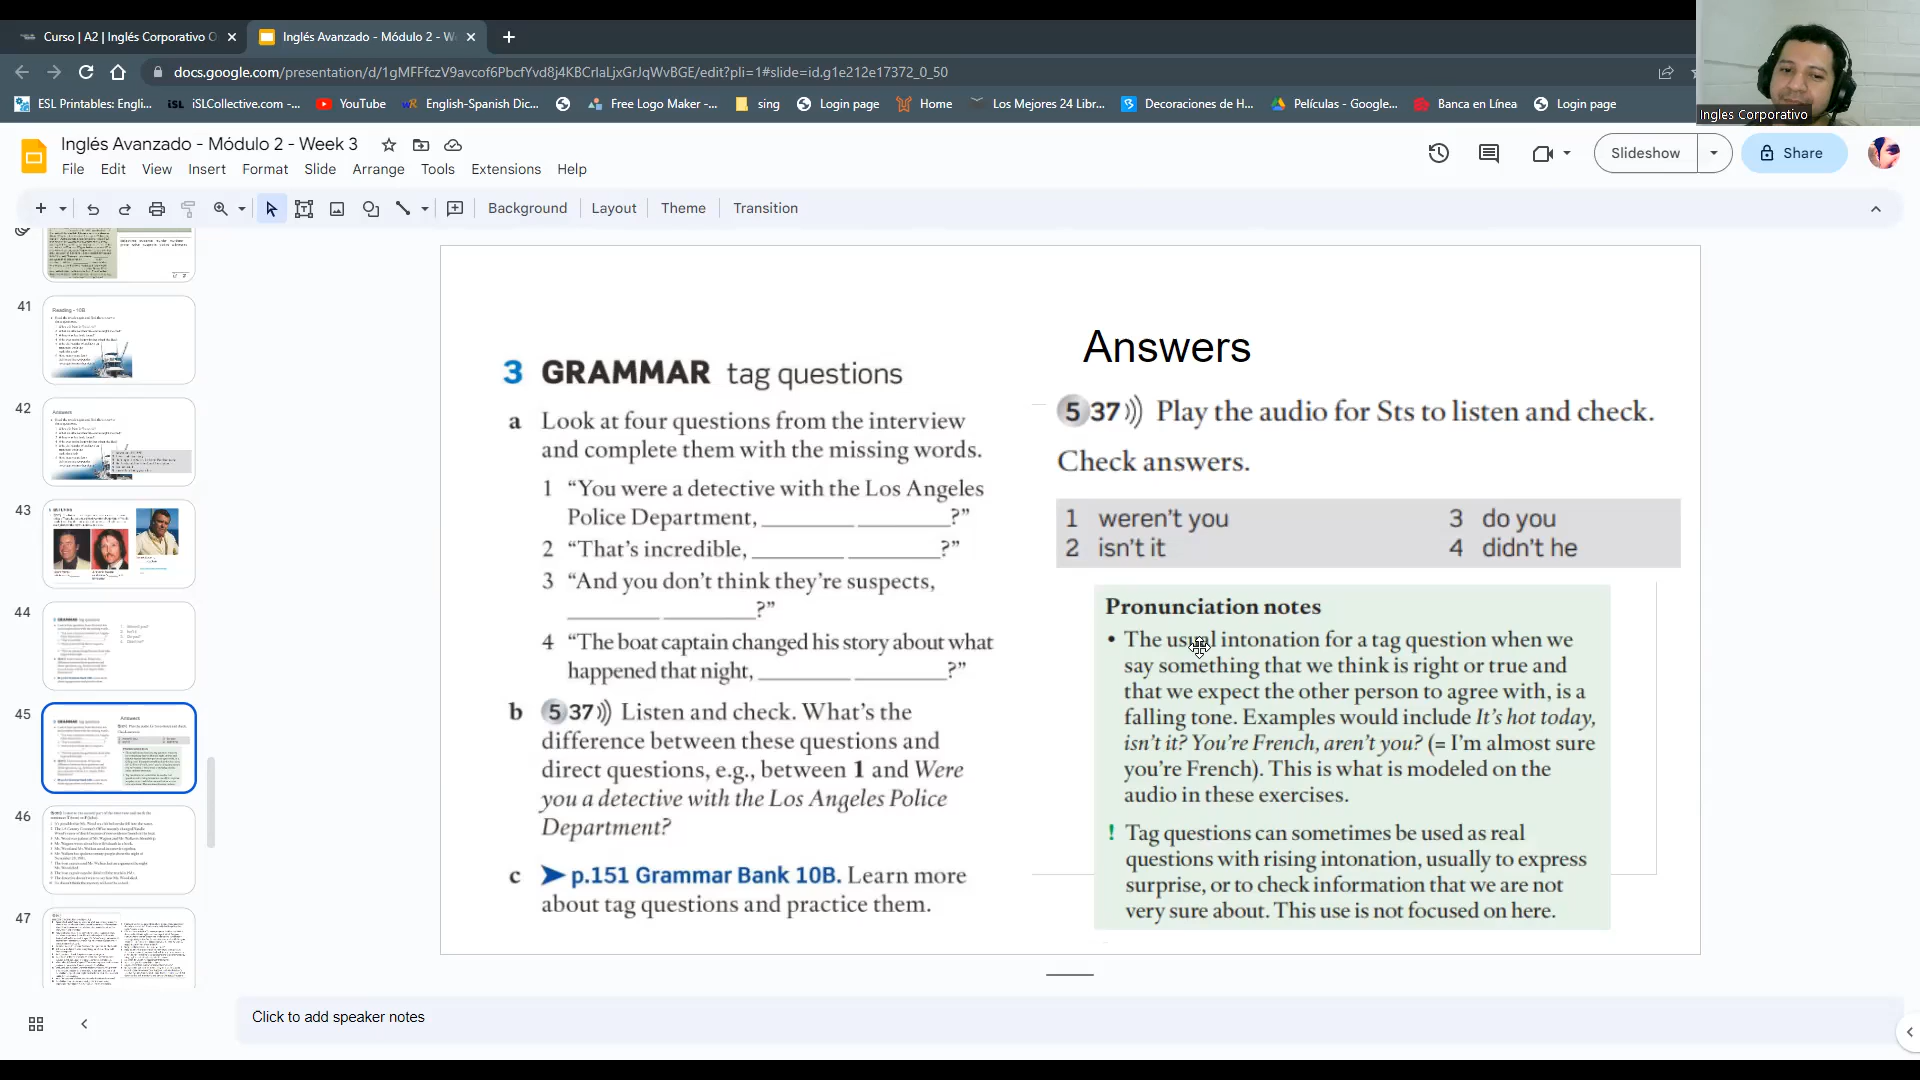 Curso | A2 | Inglés Corporativo O
Inglés Avanzado - Módulo 2 - W
docs.google.com/presentation/d/1gMFFfczV9avcof6PbcfYvd8j4KBCrIaLjxGrJqWvBGE/edit?pli=1#slide=id.g1e212e17372_0_50
ESL Printables: Engli...
iSLCollective.com -...
YouTube
English-Spanish Dic...
Free Logo Maker -...
sing
Login page
Home
Los Mejores 24 Libr...
Decoraciones de H...
Películas - Google...
Banca en Línea
Login page
Ingles Corporativo
Inglés Avanzado - Módulo 2 - Week 3
File Edit View Insert Format Slide Arrange Tools Extensions Help
Slideshow
Share
Background Layout Theme Transition
41
42
43
44
45
46
47
3 GRAMMAR tag questions
a Look at four questions from the interview
and complete them with the missing words.
1 “You were a detective with the Los Angeles
Police Department, ________ ________?”
2 “That’s incredible, ________ ________?”
3 “And you don’t think they’re suspects,
________ ________?”
4 “The boat captain changed his story about what
happened that night, ________ ________?”
b 5 37))) Listen and check. What’s the
difference between these questions and
direct questions, e.g., between 1 and Were
you a detective with the Los Angeles Police
Department?
c ➤ p.151 Grammar Bank 10B. Learn more
about tag questions and practice them.
Answers
5 37))) Play the audio for Sts to listen and check.
Check answers.
1 weren't you 3 do you
2 isn't it 4 didn't he
Pronunciation notes
• The usual intonation for a tag question when we
say something that we think is right or true and
that we expect the other person to agree with, is a
falling tone. Examples would include It’s hot today,
isn’t it? You’re French, aren’t you? (= I’m almost sure
you’re French). This is what is modeled on the
audio in these exercises.
! Tag questions can sometimes be used as real
questions with rising intonation, usually to express
surprise, or to check information that we are not
very sure about. This use is not focused on here.
Click to add speaker notes